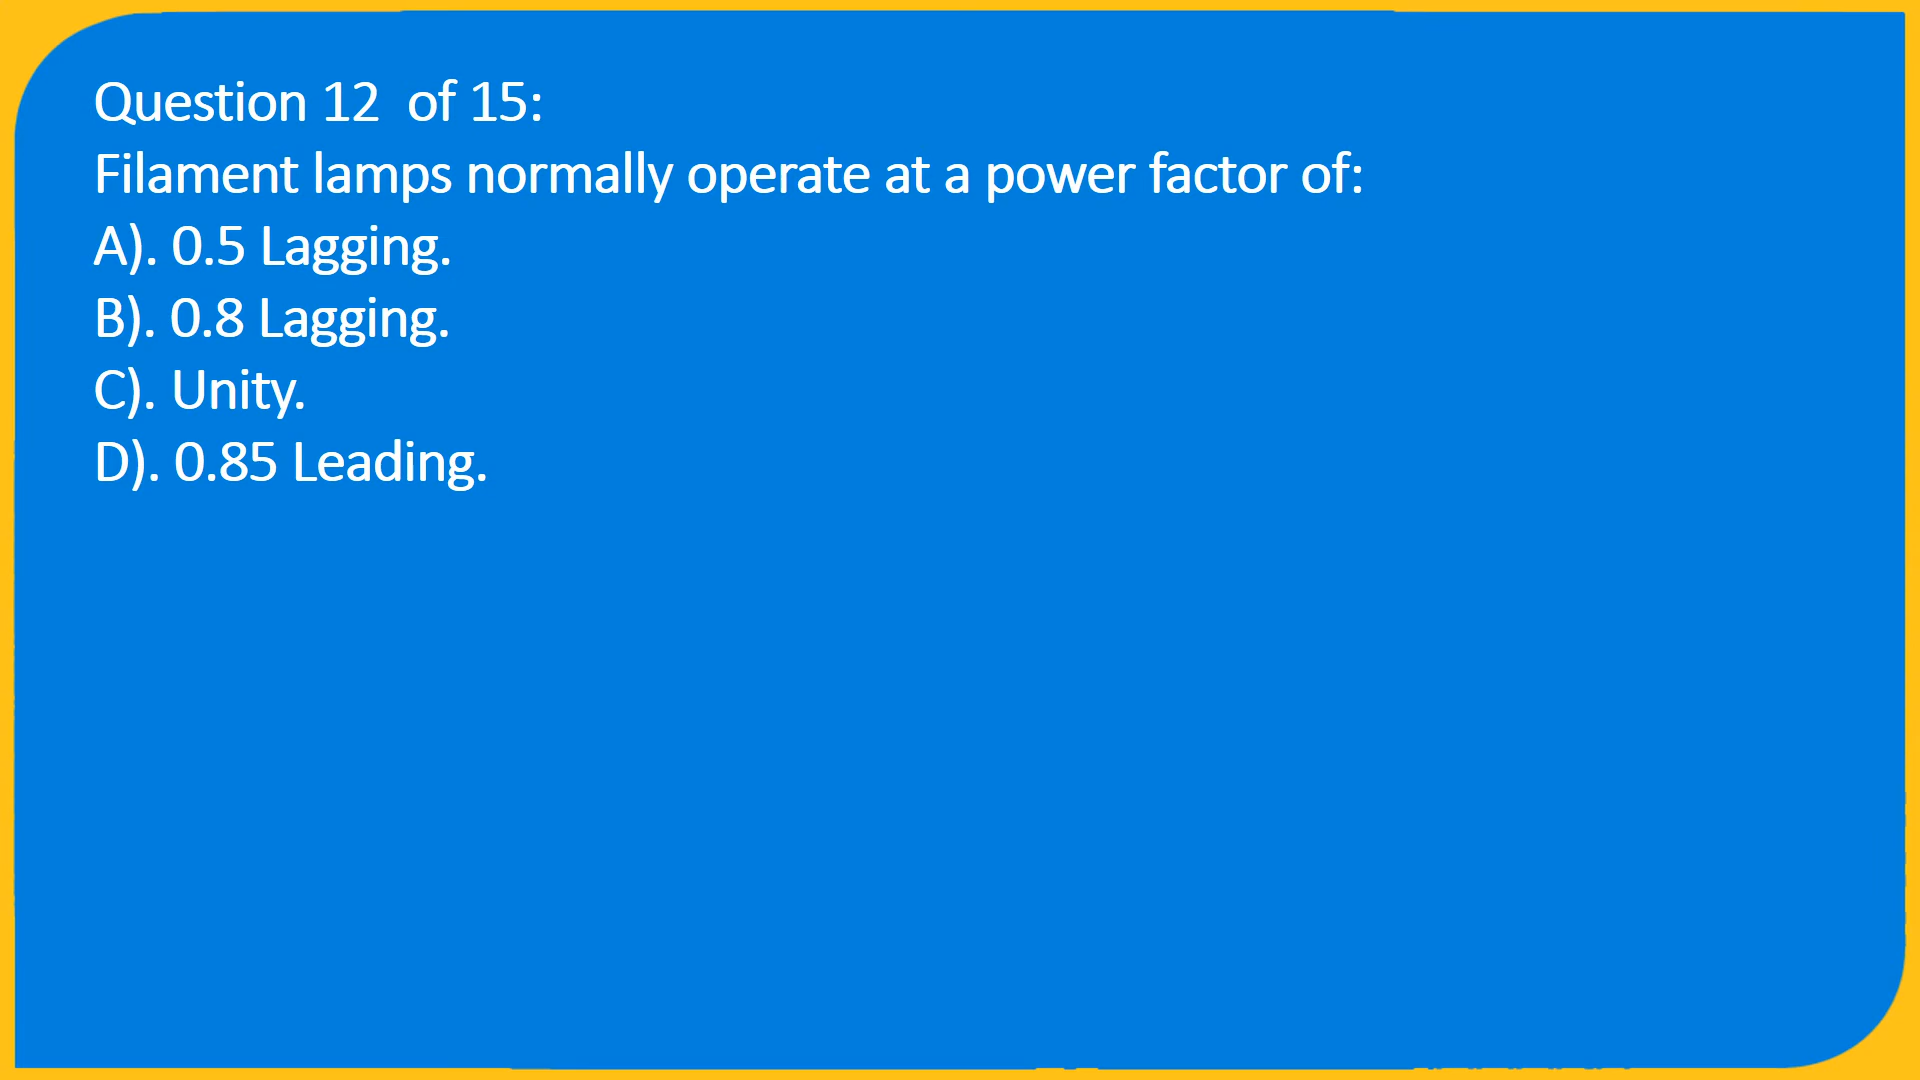 Question 12  of 15:
Filament lamps normally operate at a power factor of:
A). 0.5 Lagging.
B). 0.8 Lagging.
C). Unity.
D). 0.85 Leading.